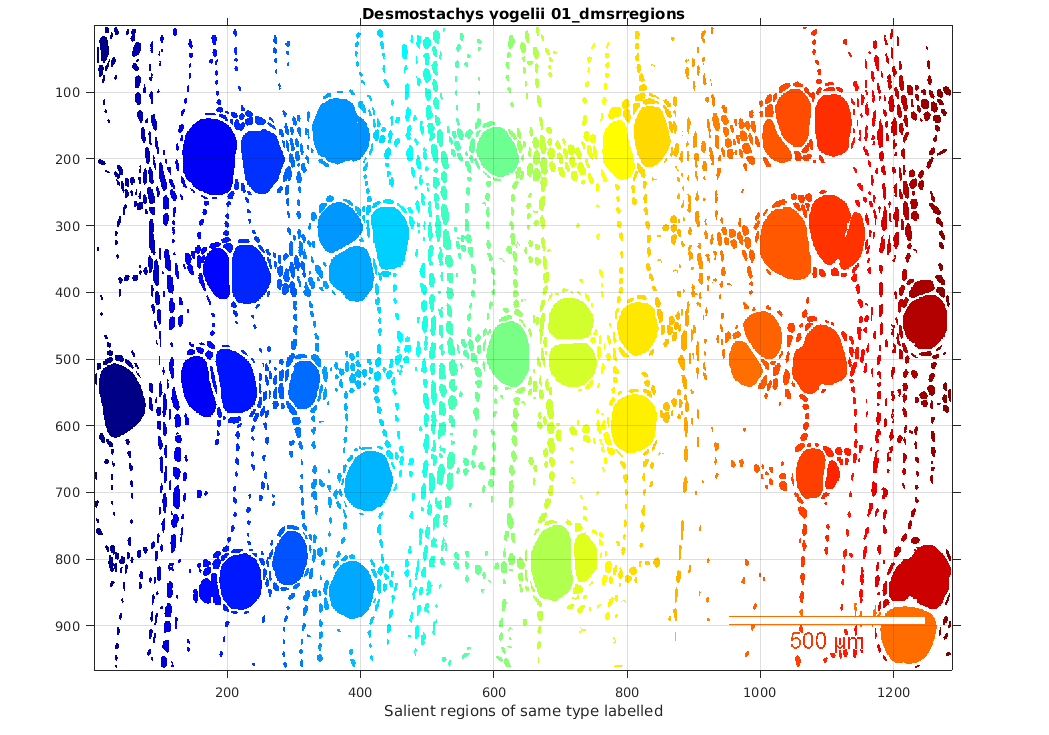 Desmostachys vogelii 01_dmsrregions
100
200
300
400
500
600
700
800
900
500 µm
200 400 600 800 1000 1200
Salient regions of same type labelled